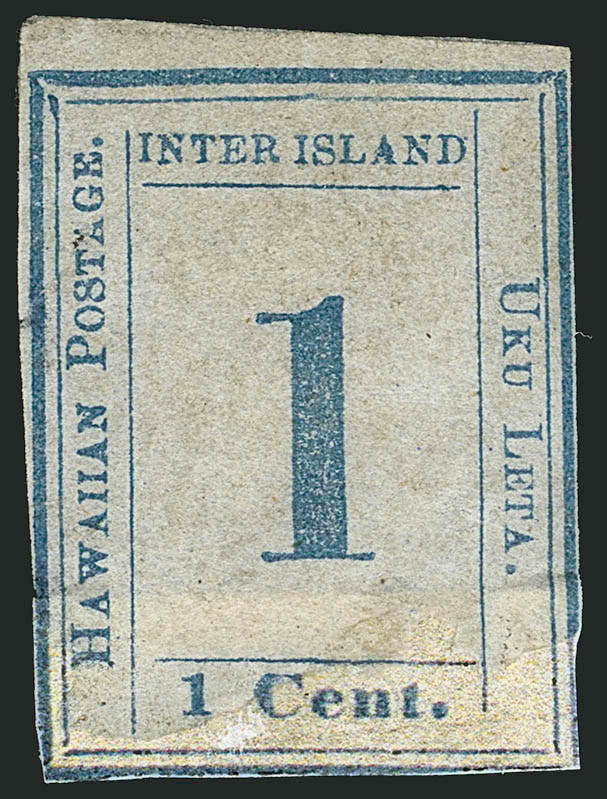 INTER ISLAND
HAWAIIAN POSTAGE.
1
UKU LETA.
1 Cent.